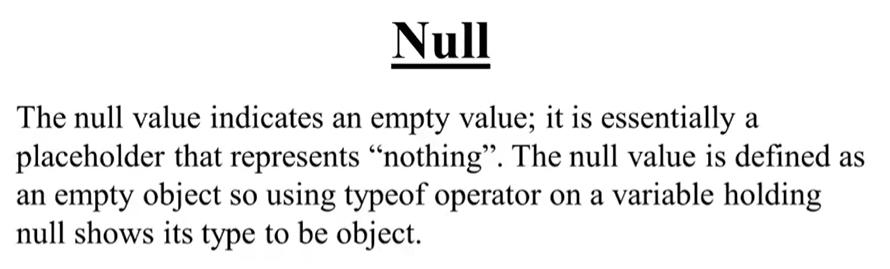 Null
The null value indicates an empty value; it is essentially a
placeholder that represents “nothing”. The null value is defined as
an empty object so using typeof operator on a variable holding
null shows its type to be object.